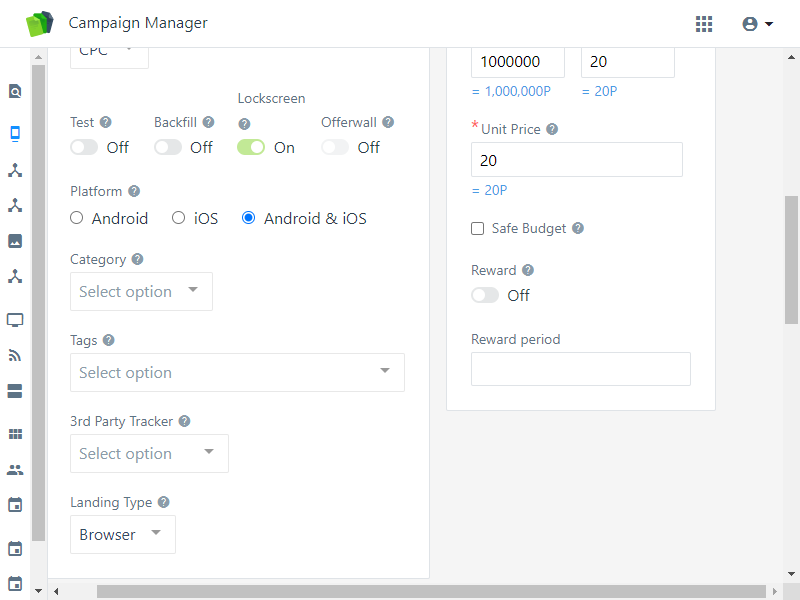 Campaign Manager
CPC
Test
Off
Backfill
Off
Lockscreen
On
Offerwall
Off
Platform
Android
iOS
Android & iOS
Category
Select option
Tags
Select option
3rd Party Tracker
Select option
Landing Type
Browser
1000000
20
= 1,000,000P
= 20P
*Unit Price
20
= 20P
Safe Budget
Reward
Off
Reward period